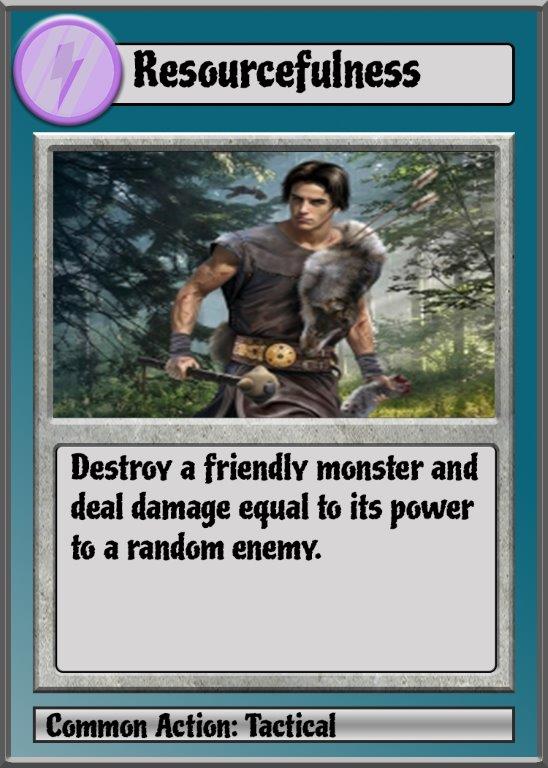 Resourcefulness
Destroy a friendly monster and
deal damage equal to its power
to a random enemy.
Common Action: Tactical